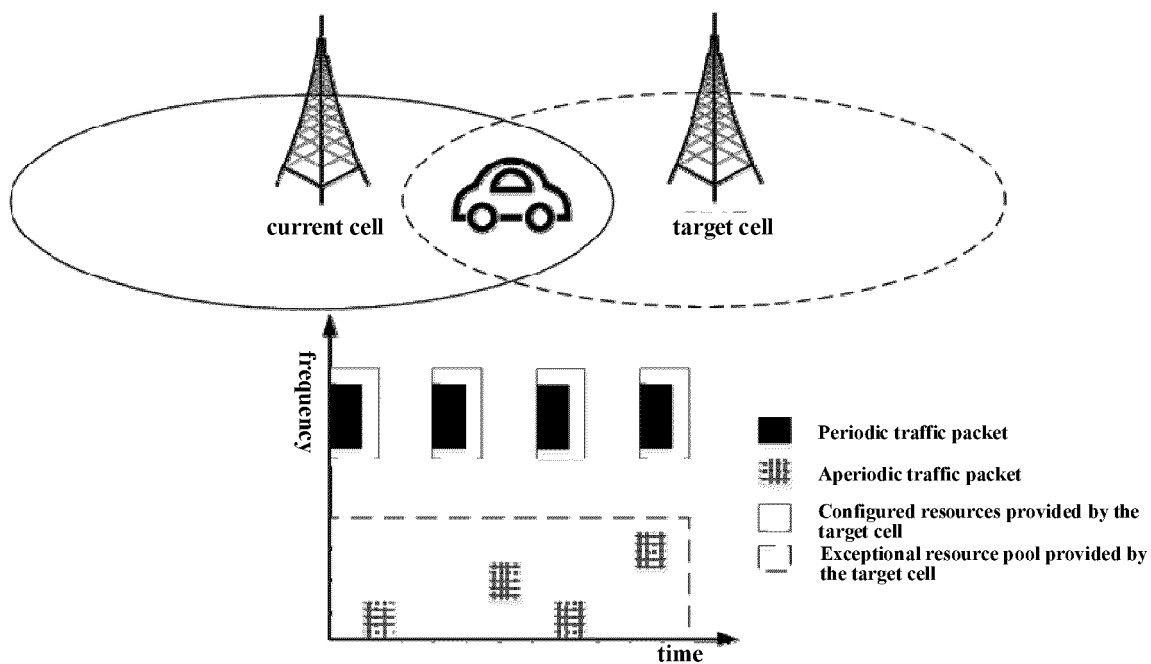 current cell
target cell
frequency
Periodic traffic packet
Aperiodic traffic packet
Configured resources provided by the
target cell
Exceptional resource pool provided by
the target cell
time